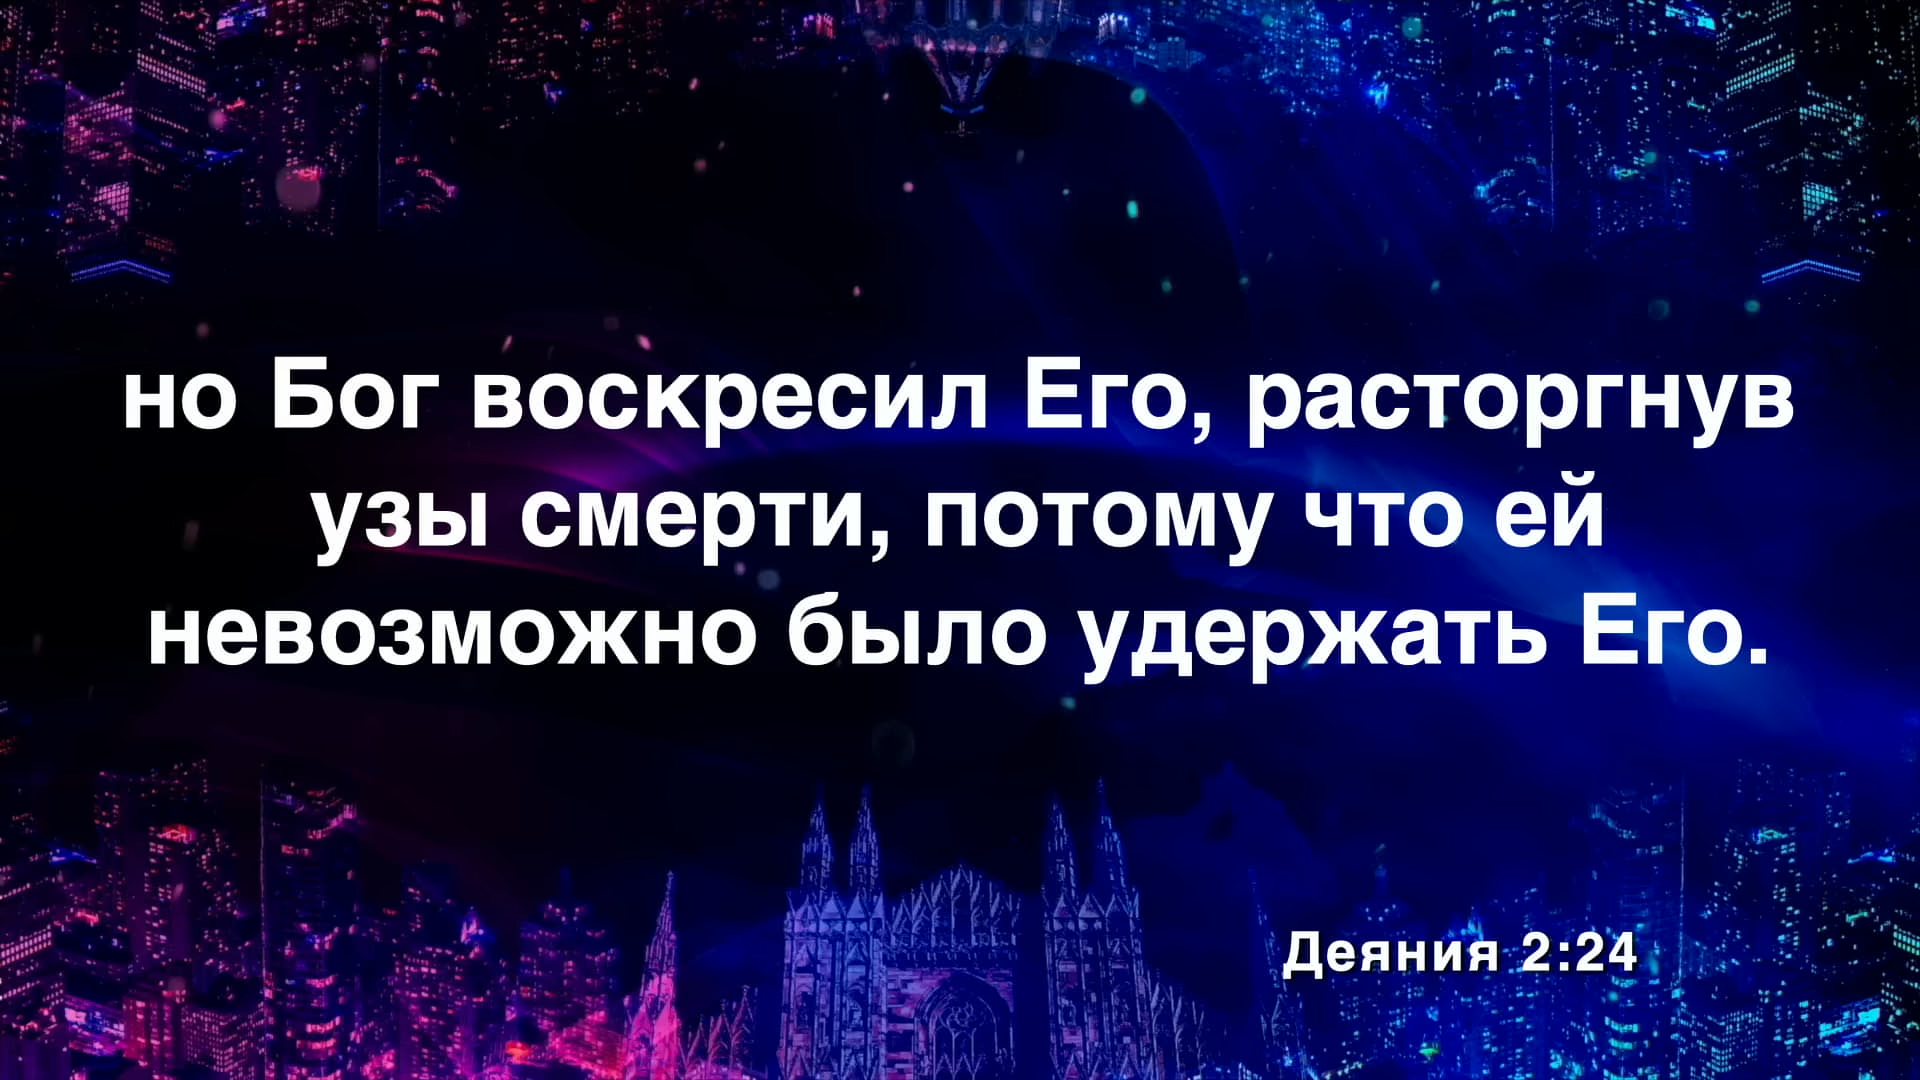 но Бог воскресил Его, расторгнув
узы смерти, потому что ей
невозможно было удержать Его.
Деяния 2:24